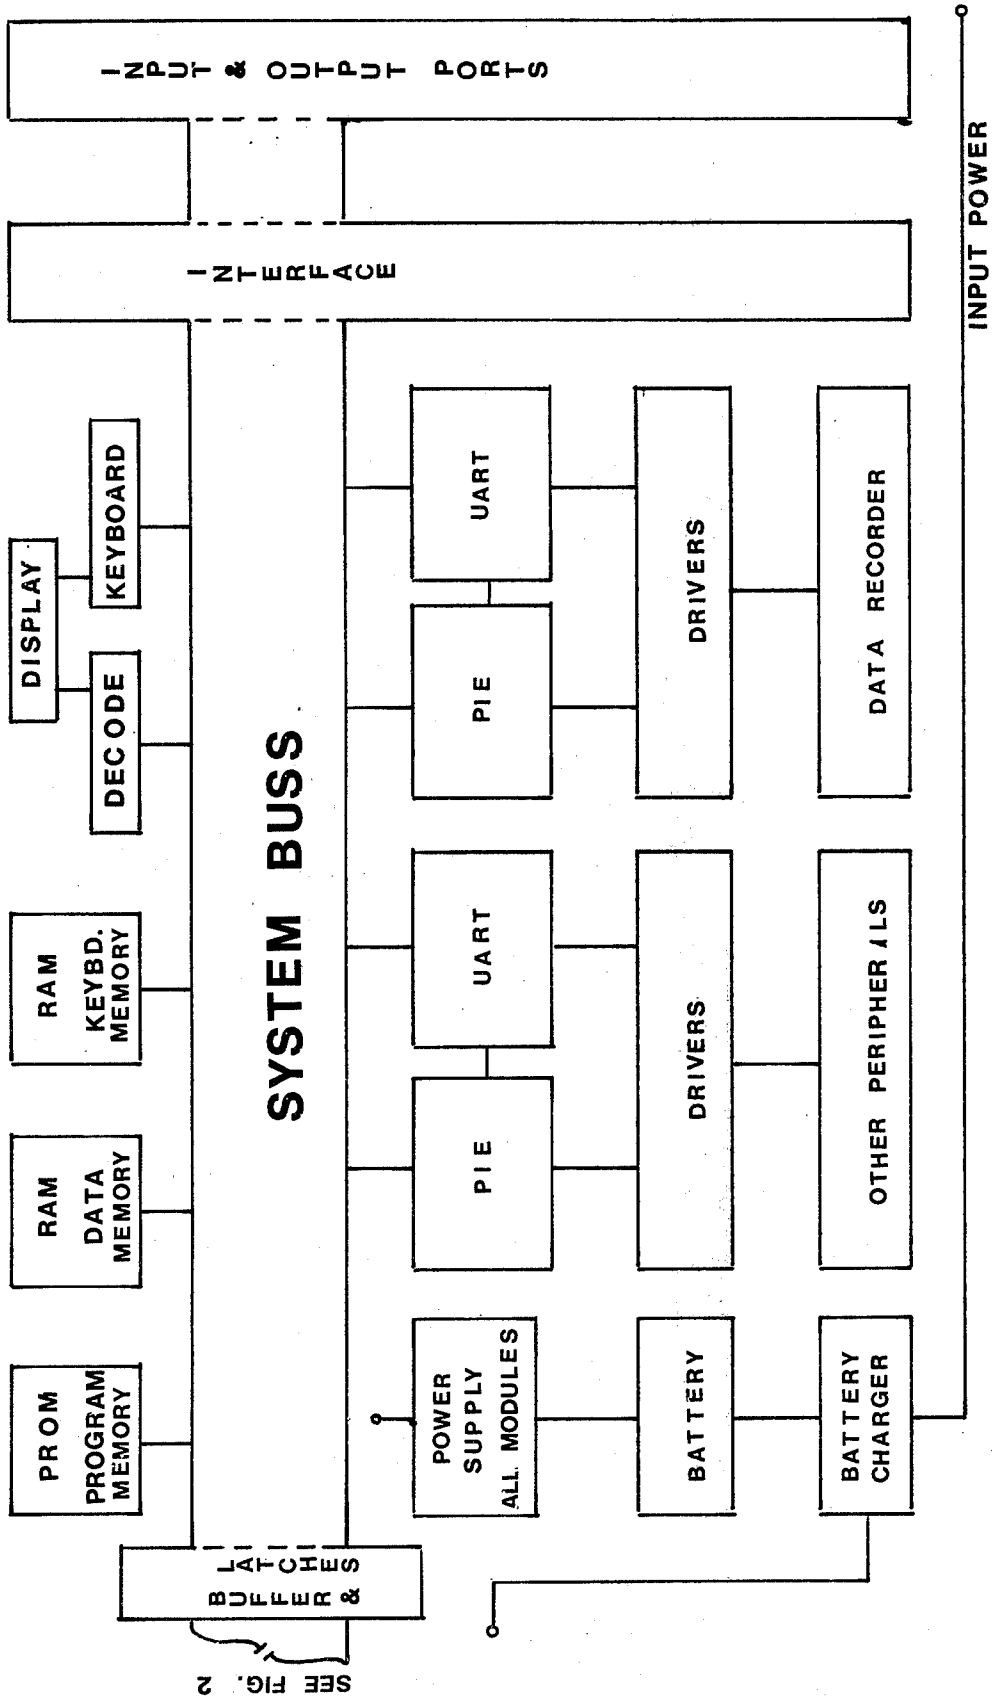 SEE FIG. 2
BUFFER &
LATCHES
PROM
PROGRAM
MEMORY
RAM
DATA
MEMORY
RAM
KEYBD.
MEMORY
DISPLAY
DECODE
KEYBOARD
SYSTEM BUSS
INTERFACE
INPUT & OUTPUT PORTS
POWER
SUPPLY
ALL MODULES
PIE
UART
PIE
UART
BATTERY
DRIVERS
DRIVERS
BATTERY
CHARGER
OTHER PERIPHERALS
DATA RECORDER
INPUT POWER